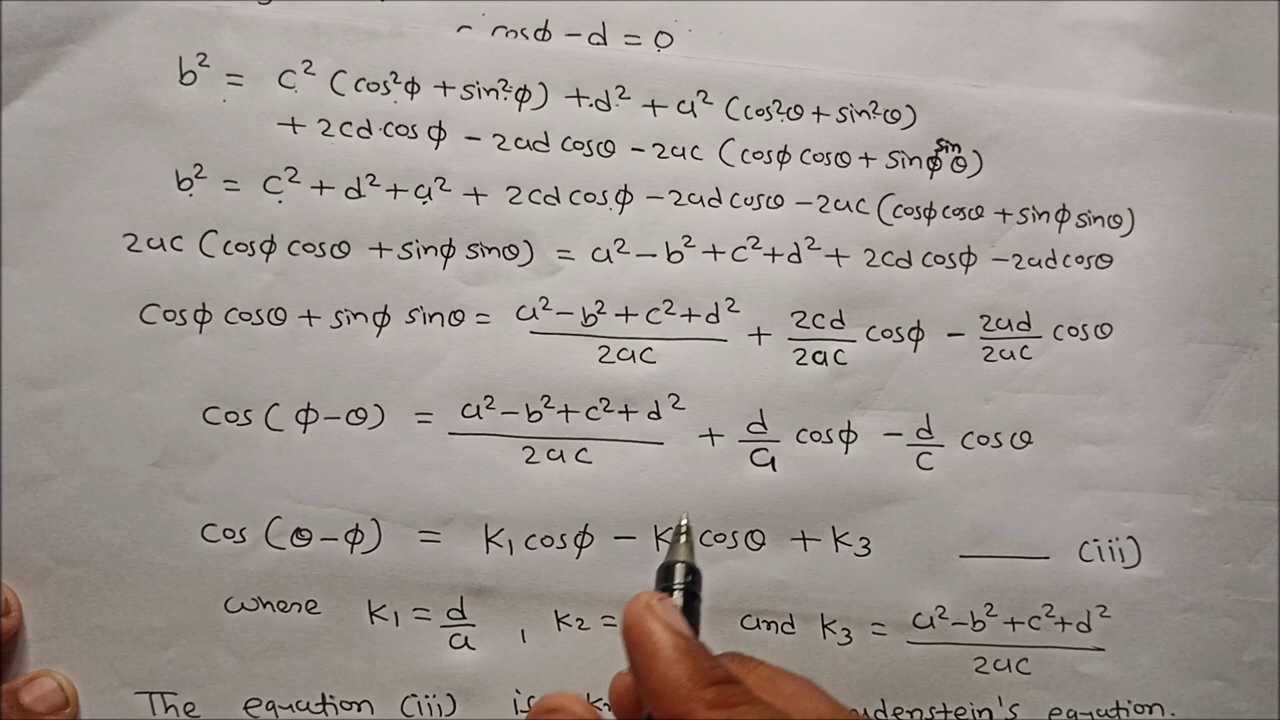 cosϕ - d = 0
b² = c² (cos²ϕ + sin²ϕ) + d² + a² (cos²θ + sin²θ)
+ 2cd cosϕ - 2ad cosθ - 2ac (cosϕ cosθ + sinϕ sinθ)
b² = c² + d² + a² + 2cd cosϕ - 2ad cosθ - 2ac (cosϕ cosθ + sinϕ sinθ)
2ac (cosϕ cosθ + sinϕ sinθ) = a² - b² + c² + d² + 2cd cosϕ - 2ad cosθ
cosϕ cosθ + sinϕ sinθ = (a² - b² + c² + d²)/2ac + 2cd/2ac cosϕ - 2ad/2ac cosθ
cos (ϕ - θ) = (a² - b² + c² + d²)/2ac + d/a cosϕ - d/c cosθ
cos (θ - ϕ) = K₁ cosϕ - K cosθ + K₃ —— (iii)
where K₁ = d/a , K₂ = and K₃ = (a² - b² + c² + d²)/2ac
The equation (iii) is equation.